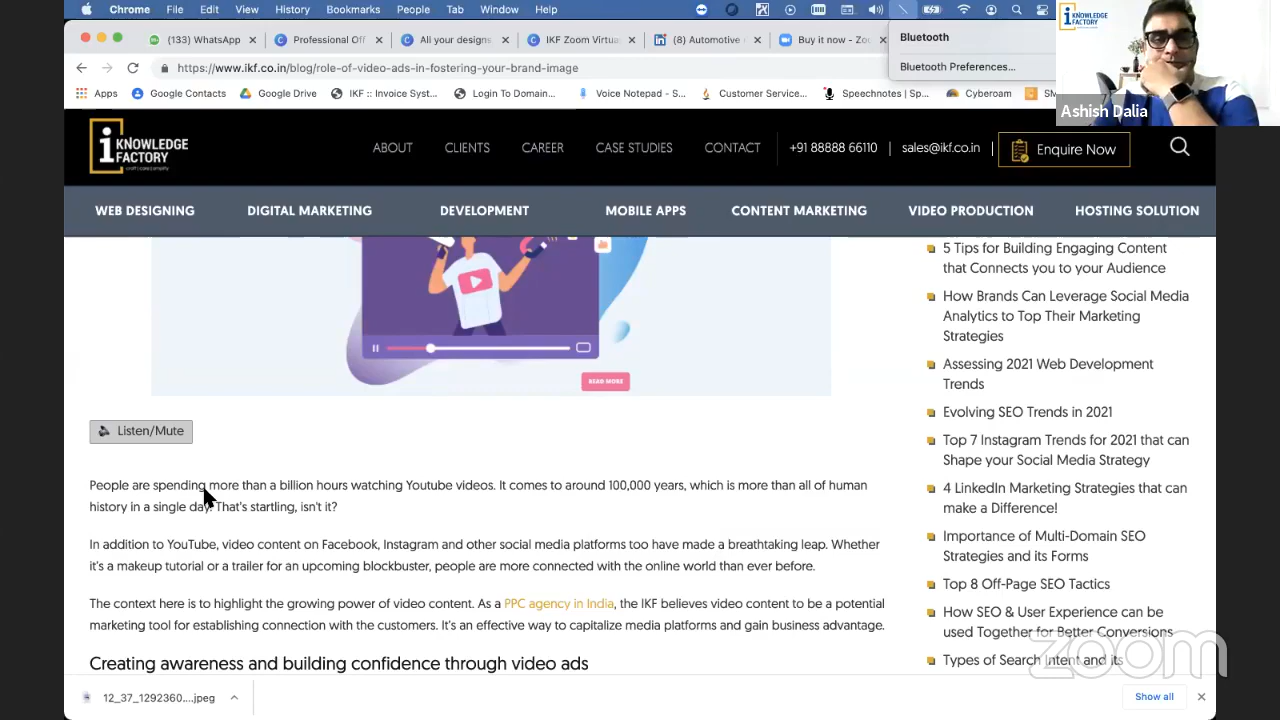 Chrome File Edit View History Bookmarks People Tab Window Help
(133) WhatsApp
Professional
All your designs
IKF Zoom Virtua
(8) Automotive
Buy it now - Zo
Bluetooth
Bluetooth Preferences...
https://www.ikf.co.in/blog/role-of-video-ads-in-fostering-your-brand-image
Apps Google Contacts Google Drive IKF :: Invoice Sys... Login To Domain... Voice Notepad - S... Customer Service... Speechnotes | Sp... Cyberoam SM
i KNOWLEDGE
FACTORY
Ashish Dalia
i KNOWLEDGE
FACTORY
ABOUT CLIENTS CAREER CASE STUDIES CONTACT +91 88888 66110 | sales@ikf.co.in | Enquire Now
WEB DESIGNING DIGITAL MARKETING DEVELOPMENT MOBILE APPS CONTENT MARKETING VIDEO PRODUCTION HOSTING SOLUTION
READ MORE
Listen/Mute
People are spending more than a billion hours watching Youtube videos. It comes to around 100,000 years, which is more than all of human
history in a single day. That's startling, isn't it?
In addition to YouTube, video content on Facebook, Instagram and other social media platforms too have made a breathtaking leap. Whether
it's a makeup tutorial or a trailer for an upcoming blockbuster, people are more connected with the online world than ever before.
The context here is to highlight the growing power of video content. As a PPC agency in India, the IKF believes video content to be a potential
marketing tool for establishing connection with the customers. It's an effective way to capitalize media platforms and gain business advantage.
Creating awareness and building confidence through video ads
5 Tips for Building Engaging Content
that Connects you to your Audience
How Brands Can Leverage Social Media
Analytics to Top Their Marketing
Strategies
Assessing 2021 Web Development
Trends
Evolving SEO Trends in 2021
Top 7 Instagram Trends for 2021 that can
Shape your Social Media Strategy
4 LinkedIn Marketing Strategies that can
make a Difference!
Importance of Multi-Domain SEO
Strategies and its Forms
Top 8 Off-Page SEO Tactics
How SEO & User Experience can be
used Together for Better Conversions
Types of Search Intent and its
zoom
12_37_1292360....jpeg
Show all